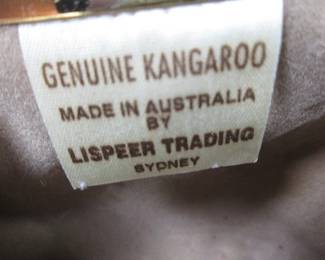 GENUINE KANGAROO
MADE IN AUSTRALIA
BY
LISPEER TRADING
SYDNEY